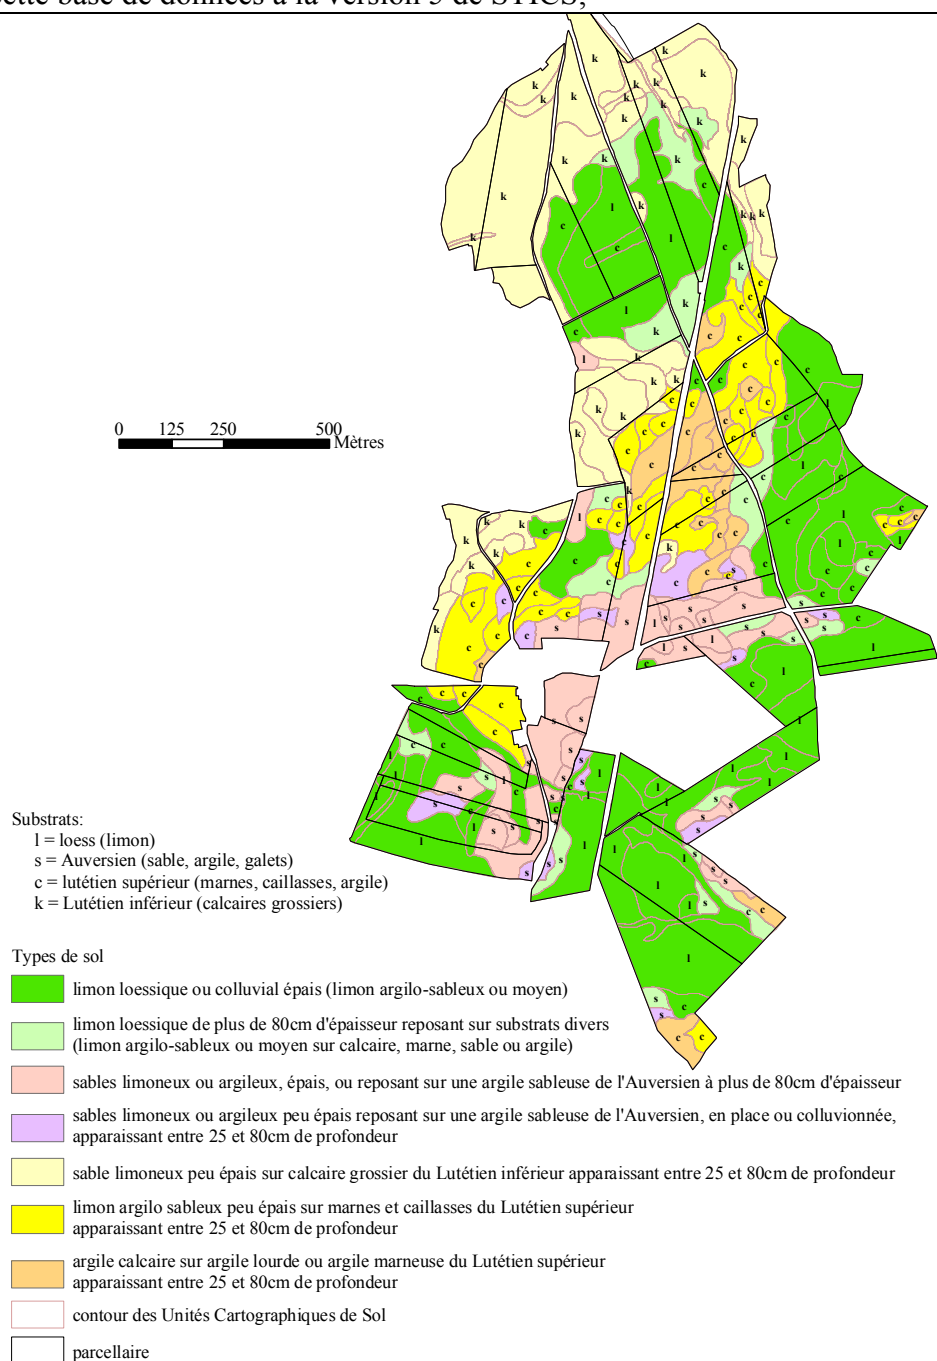 cette base de données à la version 5 de STICS;
0 125 250 500
Mètres
Substrats:
l = loess (limon)
s = Auversien (sable, argile, galets)
c = lutétien supérieur (marnes, caillasses, argile)
k = Lutétien inférieur (calcaires grossiers)
Types de sol
limon loessique ou colluvial épais (limon argilo-sableux ou moyen)
limon loessique de plus de 80cm d'épaisseur reposant sur substrats divers
(limon argilo-sableux ou moyen sur calcaire, marne, sable ou argile)
sables limoneux ou argileux, épais, ou reposant sur une argile sableuse de l'Auversien à plus de 80cm d'épaisseur
sables limoneux ou argileux peu épais reposant sur une argile sableuse de l'Auversien, en place ou colluvionnée,
apparaissant entre 25 et 80cm de profondeur
sable limoneux peu épais sur calcaire grossier du Lutétien inférieur apparaissant entre 25 et 80cm de profondeur
limon argilo sableux peu épais sur marnes et caillasses du Lutétien supérieur
apparaissant entre 25 et 80cm de profondeur
argile calcaire sur argile lourde ou argile marneuse du Lutétien supérieur
apparaissant entre 25 et 80cm de profondeur
contour des Unités Cartographiques de Sol
parcellaire